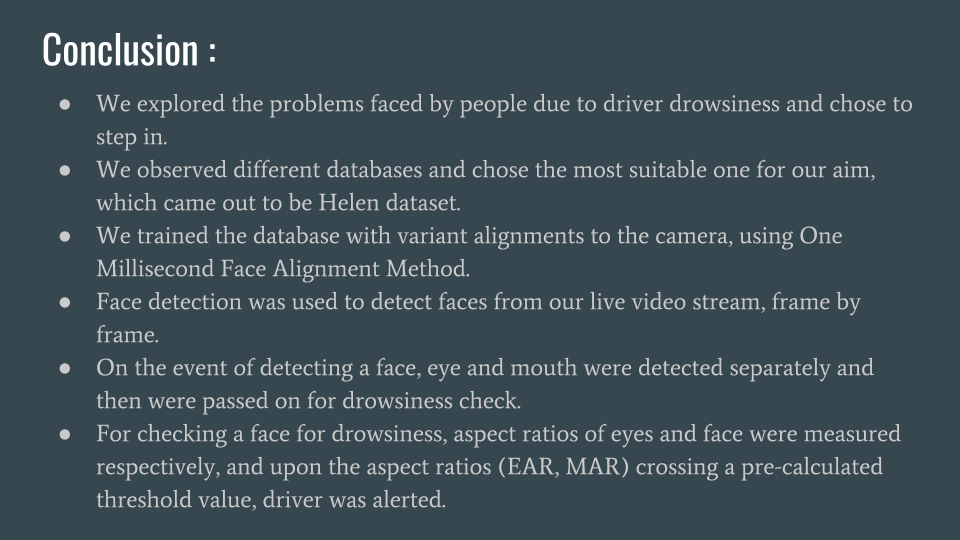 Conclusion :
● We explored the problems faced by people due to driver drowsiness and chose to
step in.
● We observed different databases and chose the most suitable one for our aim,
which came out to be Helen dataset.
● We trained the database with variant alignments to the camera, using One
Millisecond Face Alignment Method.
● Face detection was used to detect faces from our live video stream, frame by
frame.
● On the event of detecting a face, eye and mouth were detected separately and
then were passed on for drowsiness check.
● For checking a face for drowsiness, aspect ratios of eyes and face were measured
respectively, and upon the aspect ratios (EAR, MAR) crossing a pre-calculated
threshold value, driver was alerted.